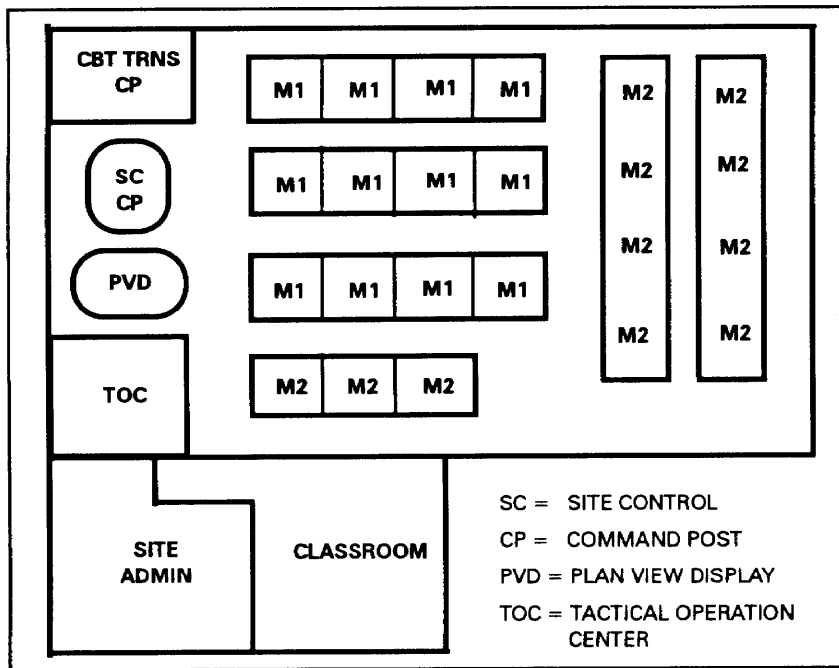 CBT TRNS
CP
M1 M1 M1 M1
M2 M2
SC
CP
M1 M1 M1 M1
M2 M2
PVD
M1 M1 M1 M1
M2 M2
TOC
M2 M2 M2
M2 M2
SITE
ADMIN
CLASSROOM
SC = SITE CONTROL
CP = COMMAND POST
PVD = PLAN VIEW DISPLAY
TOC = TACTICAL OPERATION
CENTER